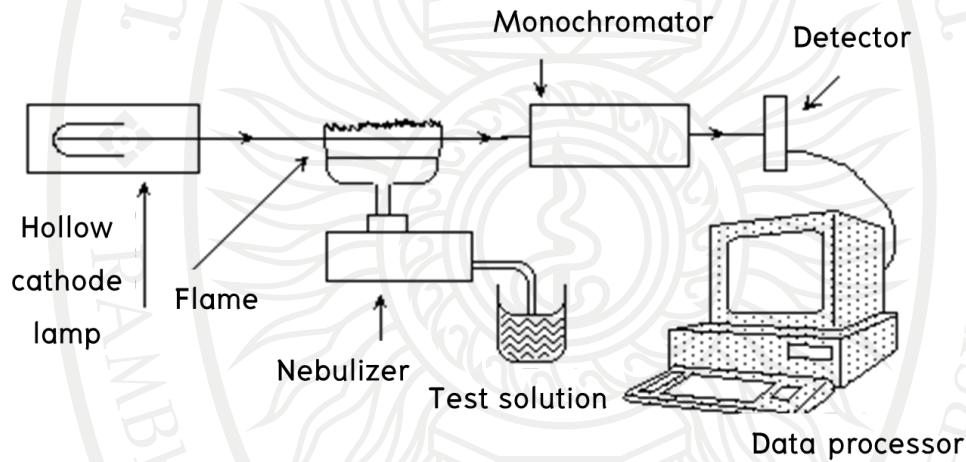 Monochromator
Detector
Hollow
cathode
lamp
Flame
Nebulizer
Test solution
Data processor